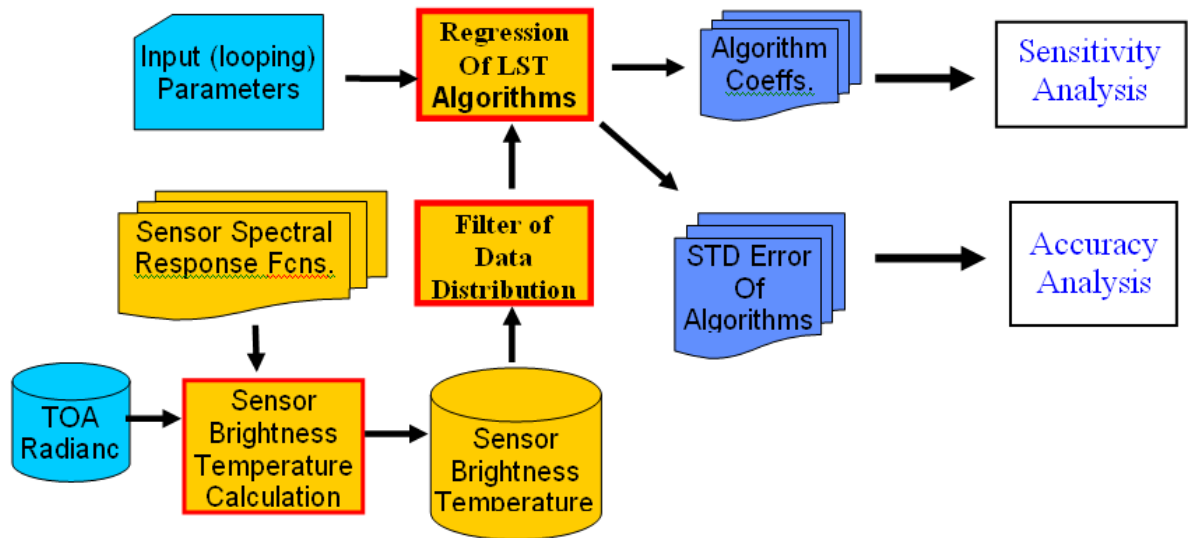 Input (looping)
Parameters
Regression
Of LST
Algorithms
Algorithm
Coeffs.
Sensitivity
Analysis
Sensor Spectral
Response Fcns.
Filter of
Data
Distribution
STD Error
Of
Algorithms
Accuracy
Analysis
TOA
Radianc
Sensor
Brightness
Temperature
Calculation
Sensor
Brightness
Temperature